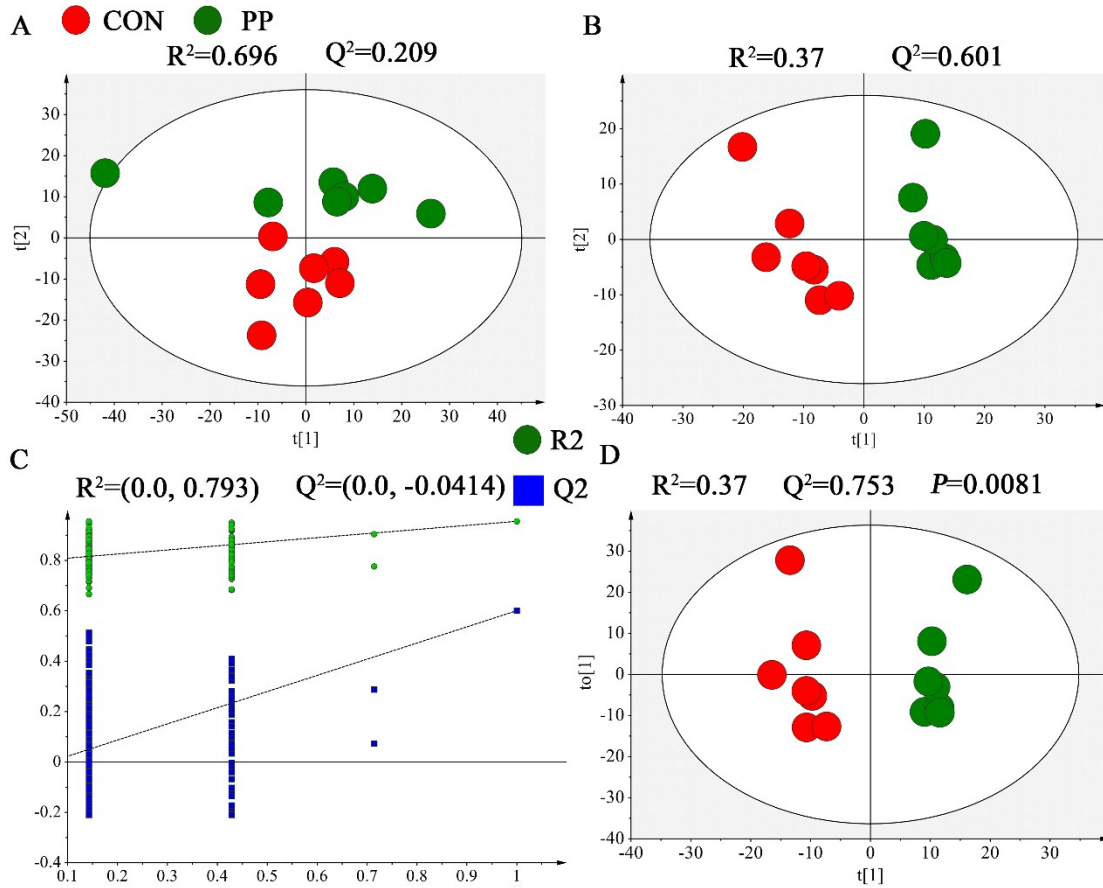 A
CON
PP
R²=0.696 Q²=0.209
30
20
10
0
-10
-20
-30
-40
t[2]
-50 -40 -30 -20 -10 0 10 20 30 40
t[1]
B
R²=0.37 Q²=0.601
20
10
0
-10
-20
-30
t[2]
-40 -30 -20 -10 0 10 20 30
t[1]
R2
Q2
C
R²=(0.0, 0.793) Q²=(0.0, -0.0414)
0.8
0.6
0.4
0.2
0
-0.2
-0.4
0.1 0.2 0.3 0.4 0.5 0.6 0.7 0.8 0.9 1
D
R²=0.37 Q²=0.753 P=0.0081
30
20
10
0
-10
-20
-30
-40
to[1]
-40 -30 -20 -10 0 10 20 30
t[1]